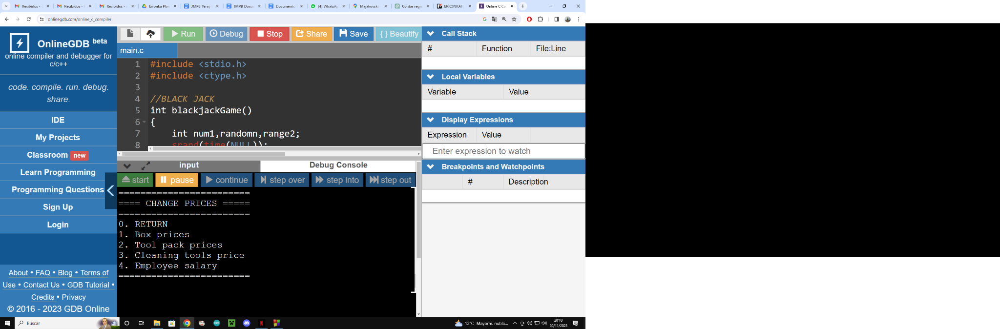 Recibidos -
Recibidos -
Recibidos -
Erronka Plan
JMPB Yeray
JMPB Docu
Documento
(4) WhatsAp
Majakovski
Contar regis
ERRONKA1
Online C Co
onlinegdb.com/online_c_compiler
OnlineGDB beta
online compiler and debugger for
c/c++
code. compile. run. debug.
share.
IDE
My Projects
Classroom new
Learn Programming
Programming Questions
Sign Up
Login
About • FAQ • Blog • Terms of
Use • Contact Us • GDB Tutorial •
Credits • Privacy
© 2016 - 2023 GDB Online
Run Debug Stop Share Save { } Beautify
main.c
1 #include <stdio.h>
2 #include <ctype.h>
3
4 //BLACK JACK
5 int blackjackGame()
6 {
7 int num1,randomn,range2;
8 srand(time(NULL));
input Debug Console
start pause continue step over step into step out
========================
==== CHANGE PRICES =====
========================
0. RETURN
1. Box prices
2. Tool pack prices
3. Cleaning tools price
4. Employee salary
========================
Call Stack
# Function File:Line
Local Variables
Variable Value
Display Expressions
Expression Value
Enter expression to watch
Breakpoints and Watchpoints
# Description
Buscar
13°C Mayorm. nubla...
20:10
20/11/2023